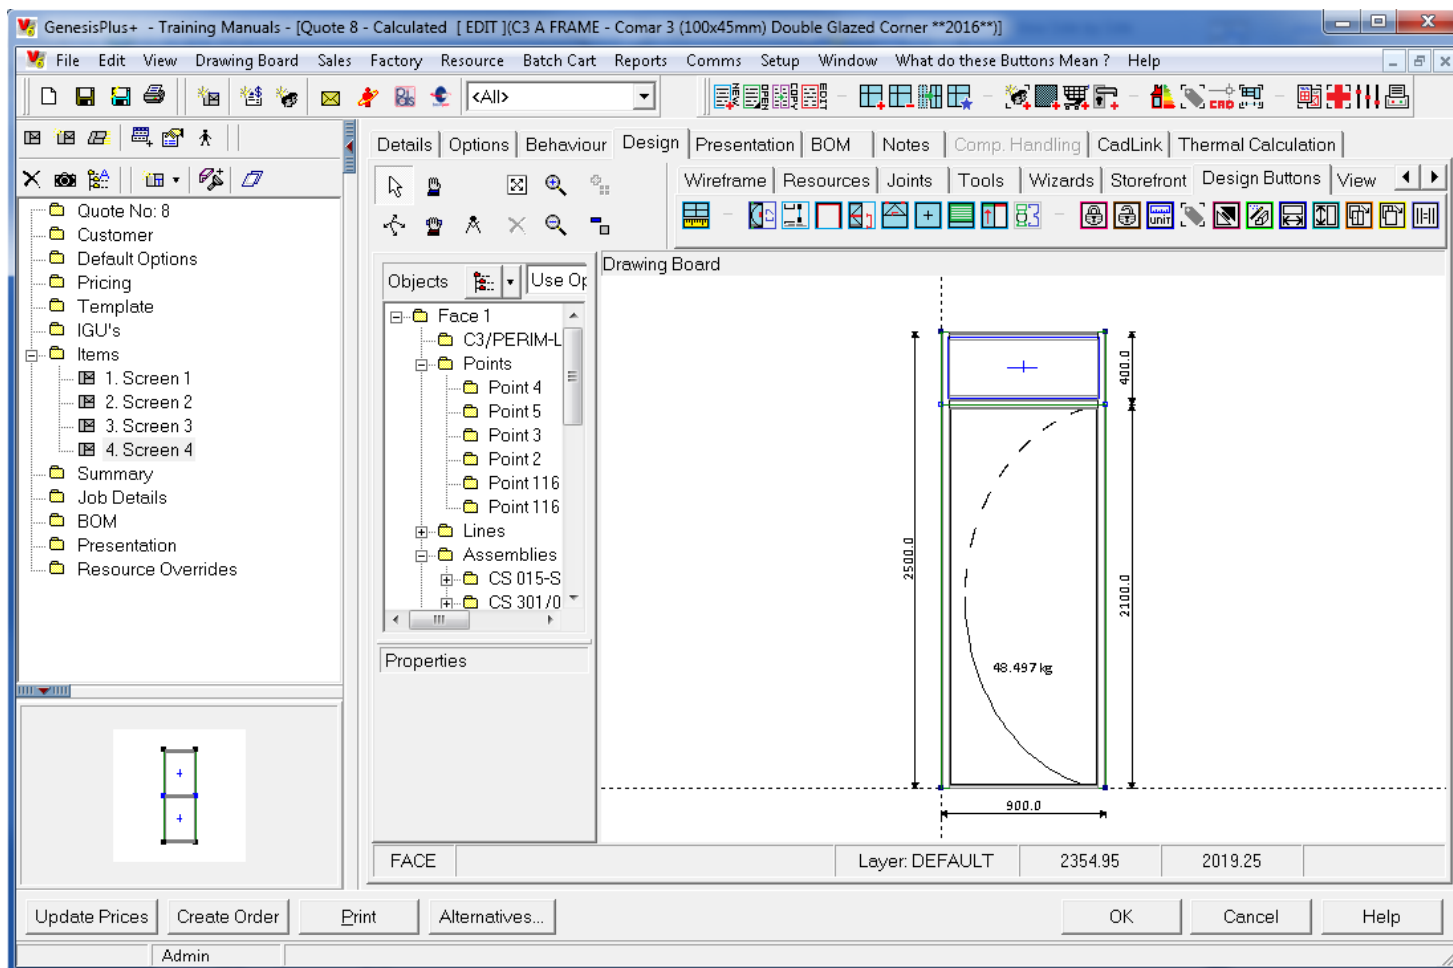 GenesisPlus+ - Training Manuals - [Quote 8 - Calculated [ EDIT ](C3 A FRAME - Comar 3 (100x45mm) Double Glazed Corner **2016**)]
File Edit View Drawing Board Sales Factory Resource Batch Cart Reports Comms Setup Window What do these Buttons Mean ? Help
<All>
Details Options Behaviour Design Presentation BOM Notes Comp. Handling CadLink Thermal Calculation
Wireframe Resources Joints Tools Wizards Storefront Design Buttons View
Quote No: 8
Customer
Default Options
Pricing
Template
IGU's
Items
1. Screen 1
2. Screen 2
3. Screen 3
4. Screen 4
Summary
Job Details
BOM
Presentation
Resource Overrides
Objects Use Op
Face 1
C3/PERIM-L
Points
Point 4
Point 5
Point 3
Point 2
Point 116
Point 116
Lines
Assemblies
CS 015-S
CS 301/0
Properties
Drawing Board
400.0
2500.0
2100.0
48.497kg
900.0
FACE Layer: DEFAULT 2354.95 2019.25
Update Prices Create Order Print Alternatives... OK Cancel Help
Admin